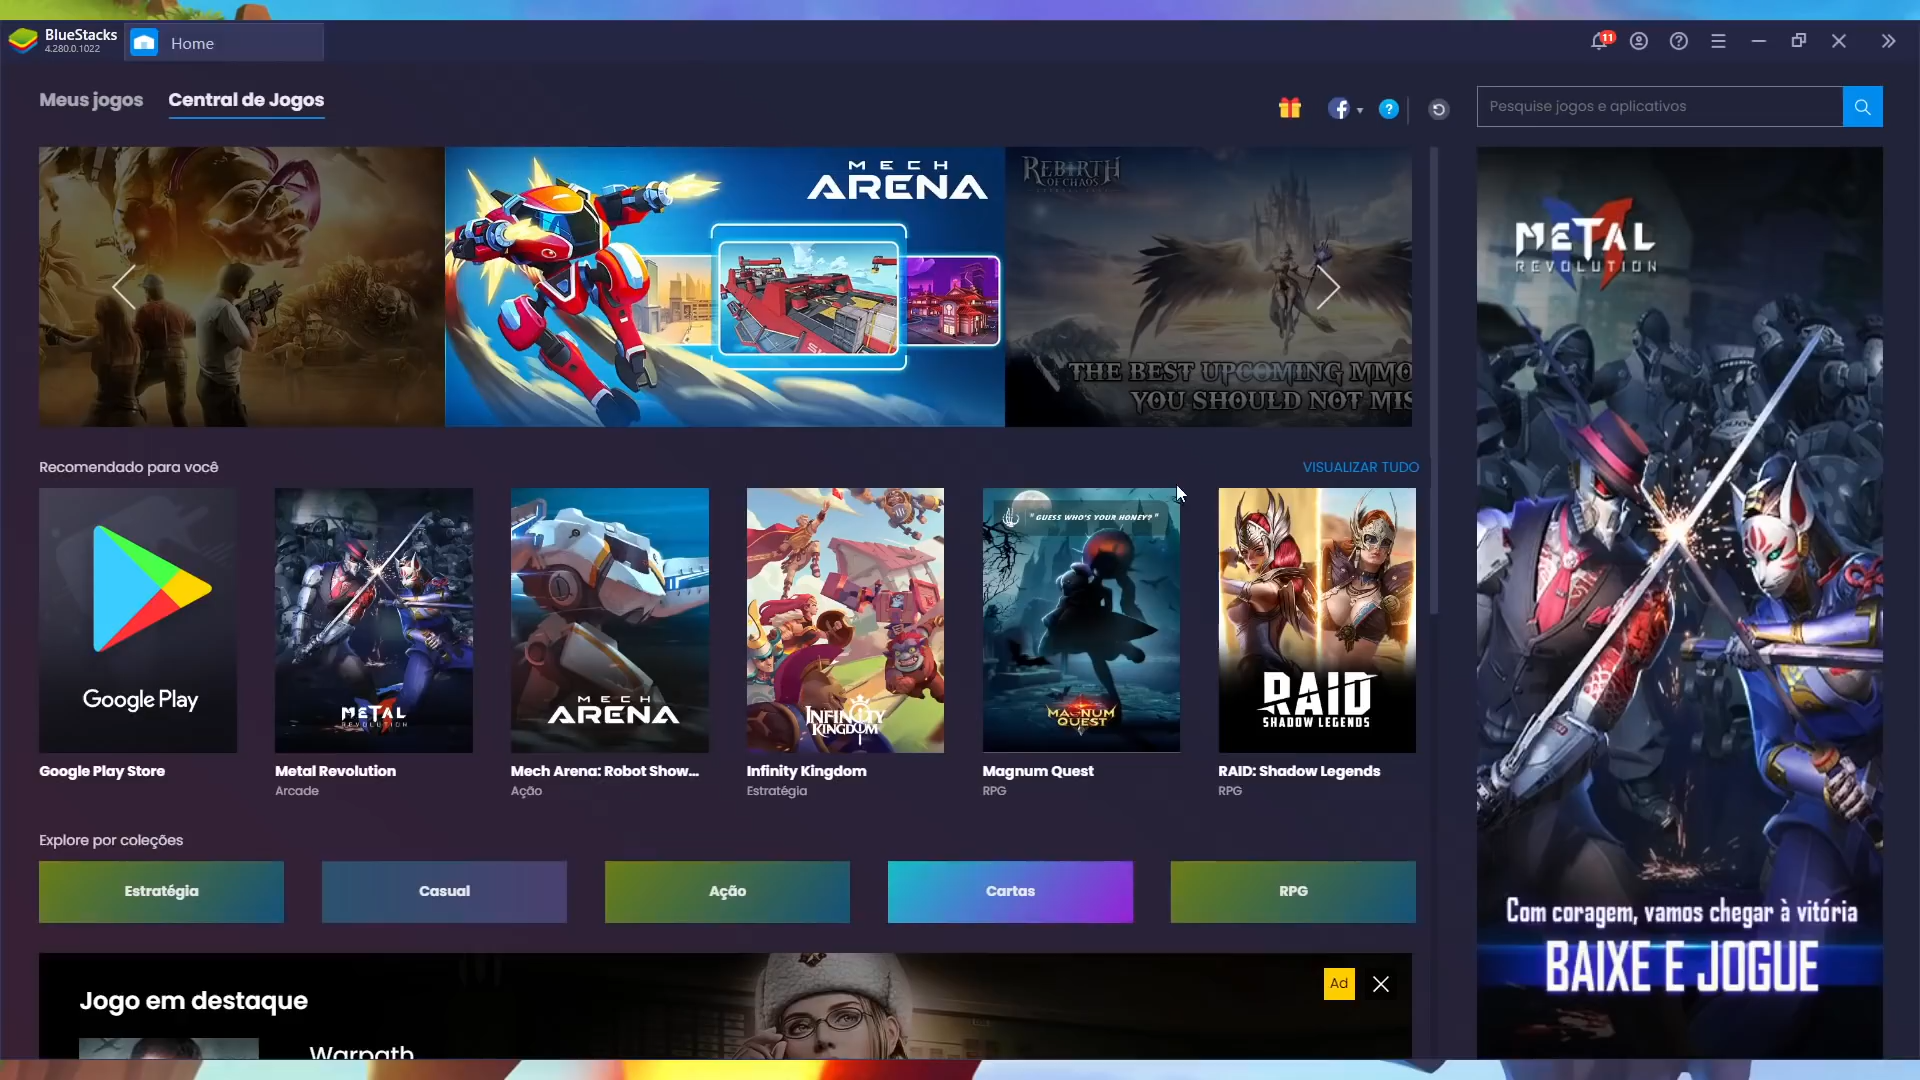 BlueStacks
4.280.0.1022
Home
11
Meus jogos
Central de Jogos
?
Pesquise jogos e aplicativos
MECH
ARENA
REBIRTH
OF CHAOS
THE BEST UPCOMING MMO
YOU SHOULD NOT MIS
METAL
REVOLUTION
Recomendado para você
VISUALIZAR TUDO
Google Play
METAL
REVOLUTION
MECH
ARENA
INFINITY
KINGDOM
" GUESS WHO'S YOUR HONEY? "
MAGNUM
QUEST
RAID
SHADOW LEGENDS
Google Play Store
Metal Revolution
Arcade
Mech Arena: Robot Show...
Ação
Infinity Kingdom
Estratégia
Magnum Quest
RPG
RAID: Shadow Legends
RPG
Explore por coleções
Estratégia
Casual
Ação
Cartas
RPG
Com coragem, vamos chegar à vitória
BAIXE E JOGUE
Jogo em destaque
Ad
Warpath